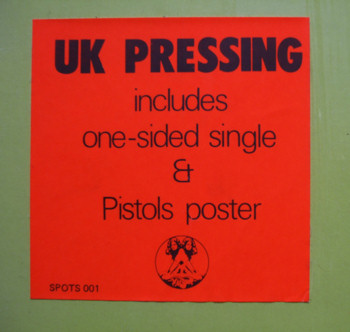 UK PRESSING
includes
one-sided single
&
Pistols poster
SPOTS 001